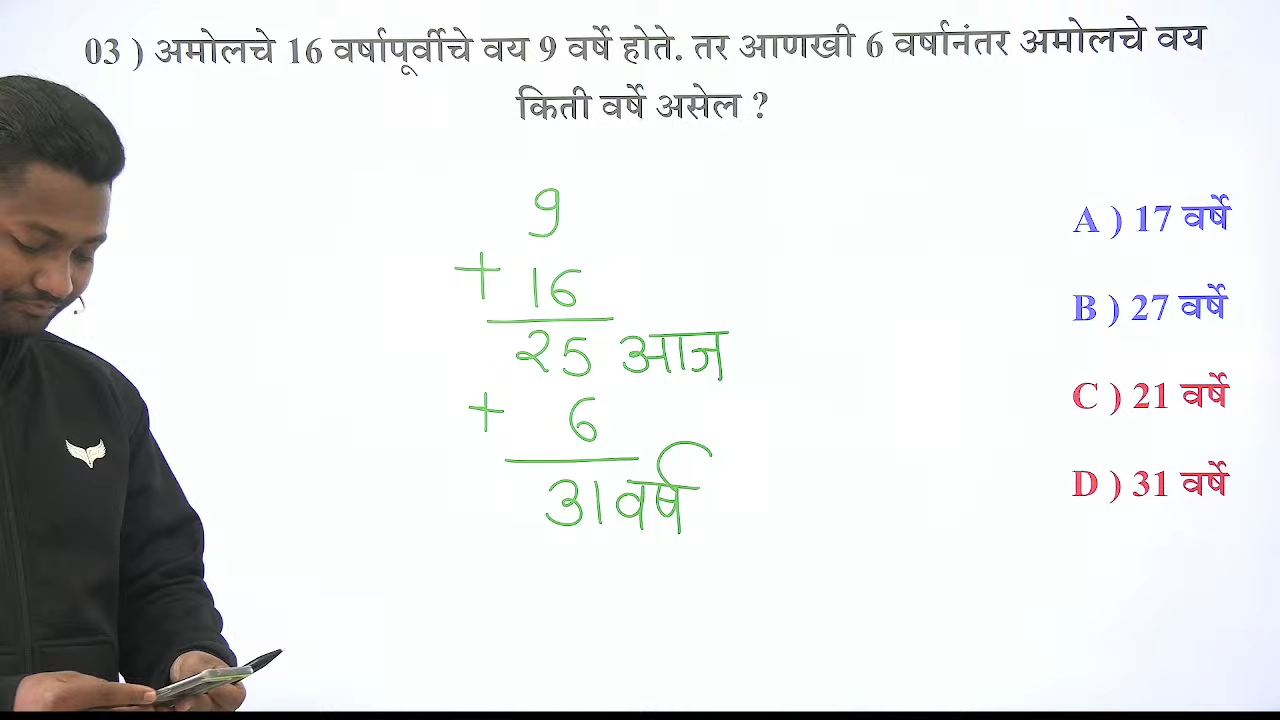 03 ) अमोलचे 16 वर्षापूर्वीचे वय 9 वर्षे होते. तर आणखी 6 वर्षानंतर अमोलचे वय
किती वर्षे असेल ?
9
+ 16
२5 आज
+ 6
31 वर्ष
A ) 17 वर्षे
B ) 27 वर्षे
C ) 21 वर्षे
D ) 31 वर्षे